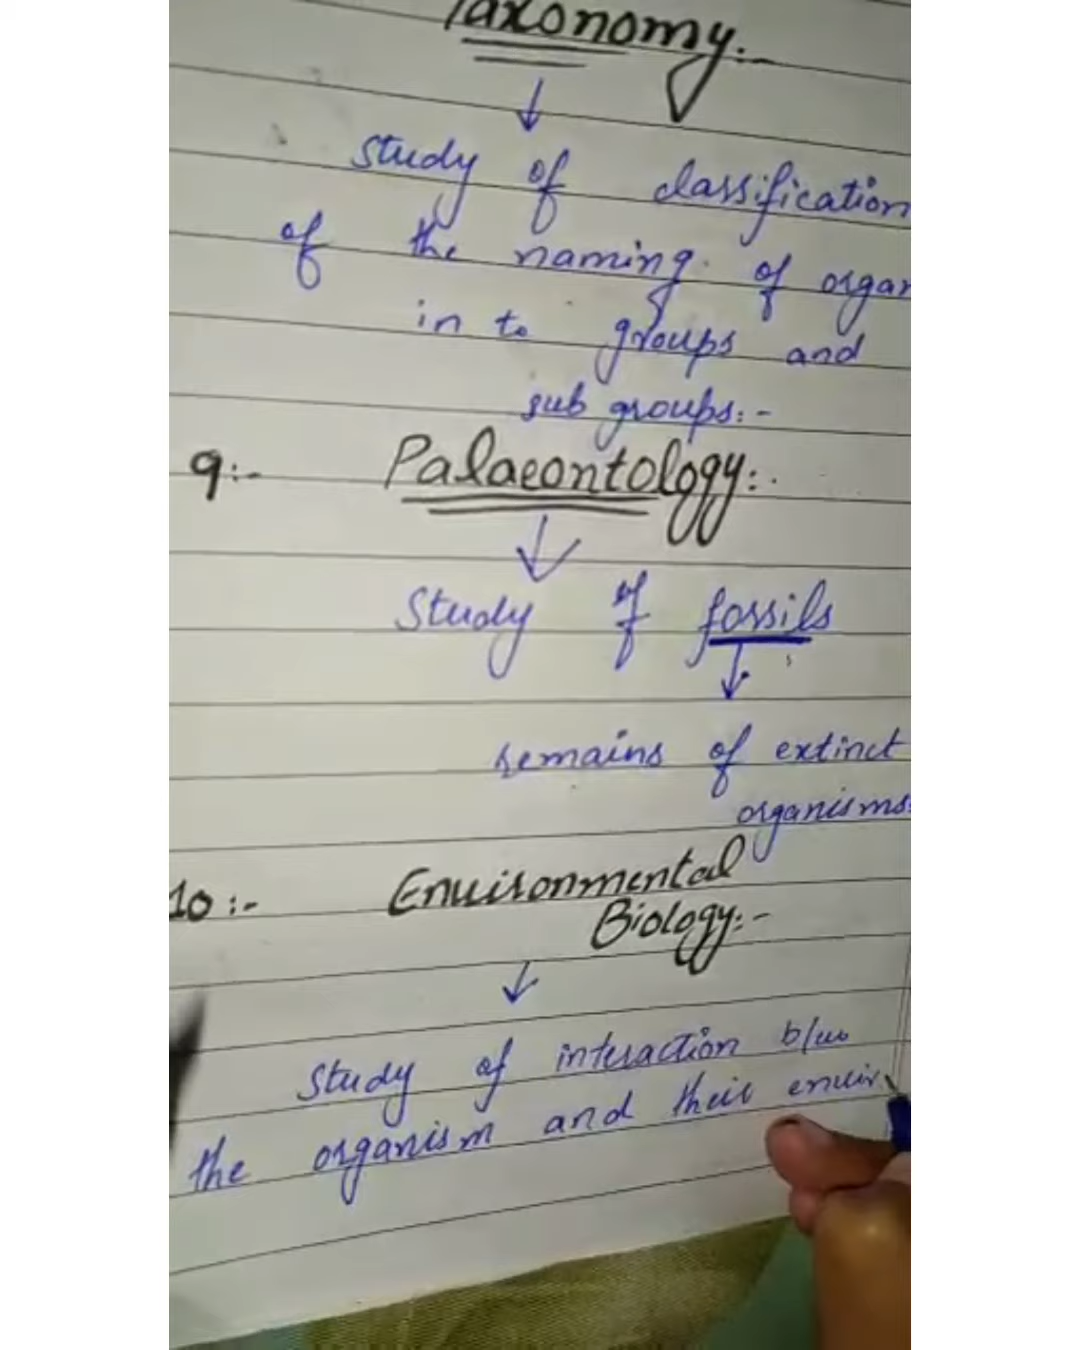 Taxonomy:-
↓
Study of classification
of the naming of organ
in to groups and
sub groups:-
9:- Palaeontology:-
↓
Study of fossils
↓
remains of extinct
organisms
10:- Environmental
Biology:-
↓
Study of interaction b/w
the organism and their envir